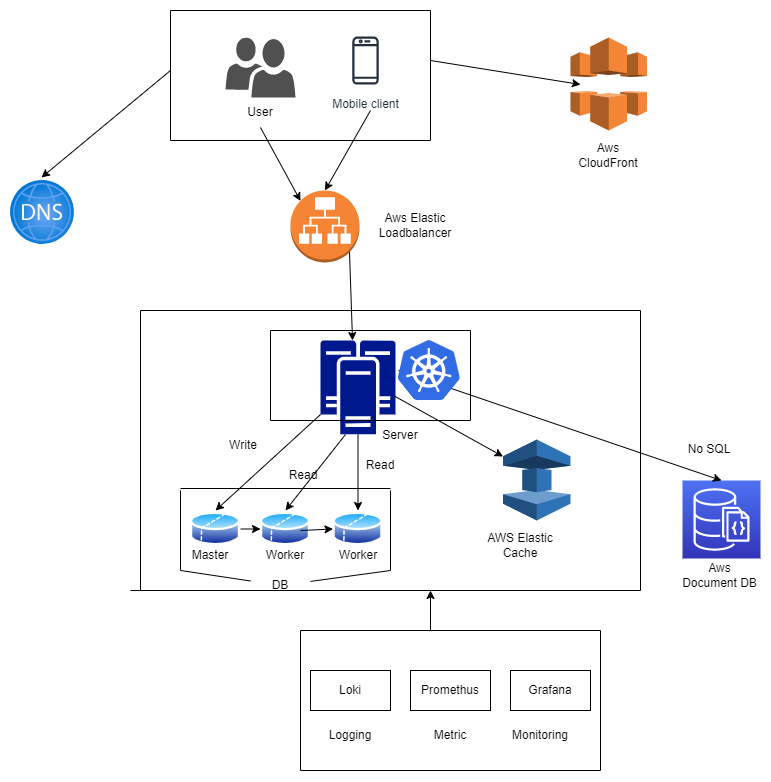 User
Mobile client
Aws
CloudFront
DNS
Aws Elastic
Loadbalancer
Server
Write
Read
Read
No SQL
Master
Worker
Worker
DB
AWS Elastic
Cache
Aws
Document DB
Loki
Promethus
Grafana
Logging
Metric
Monitoring